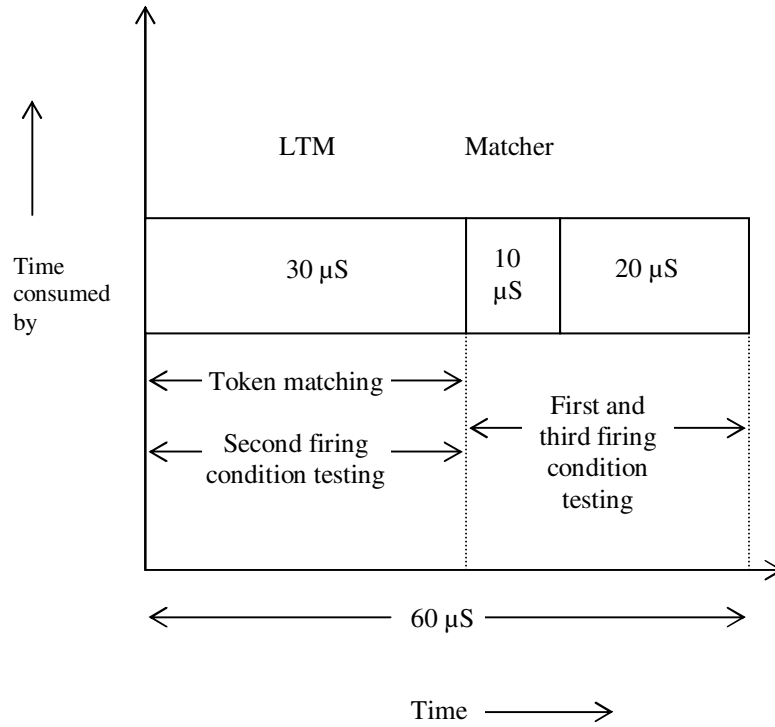 LTM Matcher
Time
consumed
by
30 µS
10
µS
20 µS
Token matching
Second firing
condition testing
First and
third firing
condition
testing
60 µS
Time